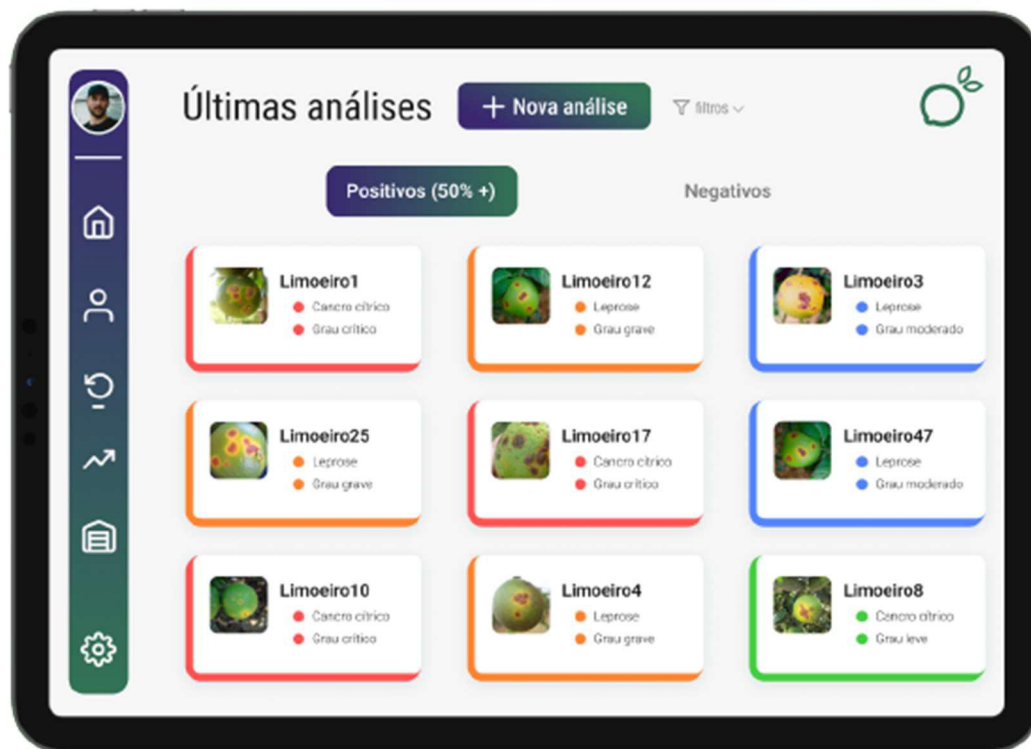 Últimas análises
+ Nova análise
filtros
Positivos (50% +)
Negativos
Limoeiro1
Cancro cítrico
Grau crítico
Limoeiro12
Leprose
Grau grave
Limoeiro3
Leprose
Grau moderado
Limoeiro25
Leprose
Grau grave
Limoeiro17
Cancro cítrico
Grau crítico
Limoeiro47
Leprose
Grau moderado
Limoeiro10
Cancro cítrico
Grau crítico
Limoeiro4
Leprose
Grau grave
Limoeiro8
Cancro cítrico
Grau leve